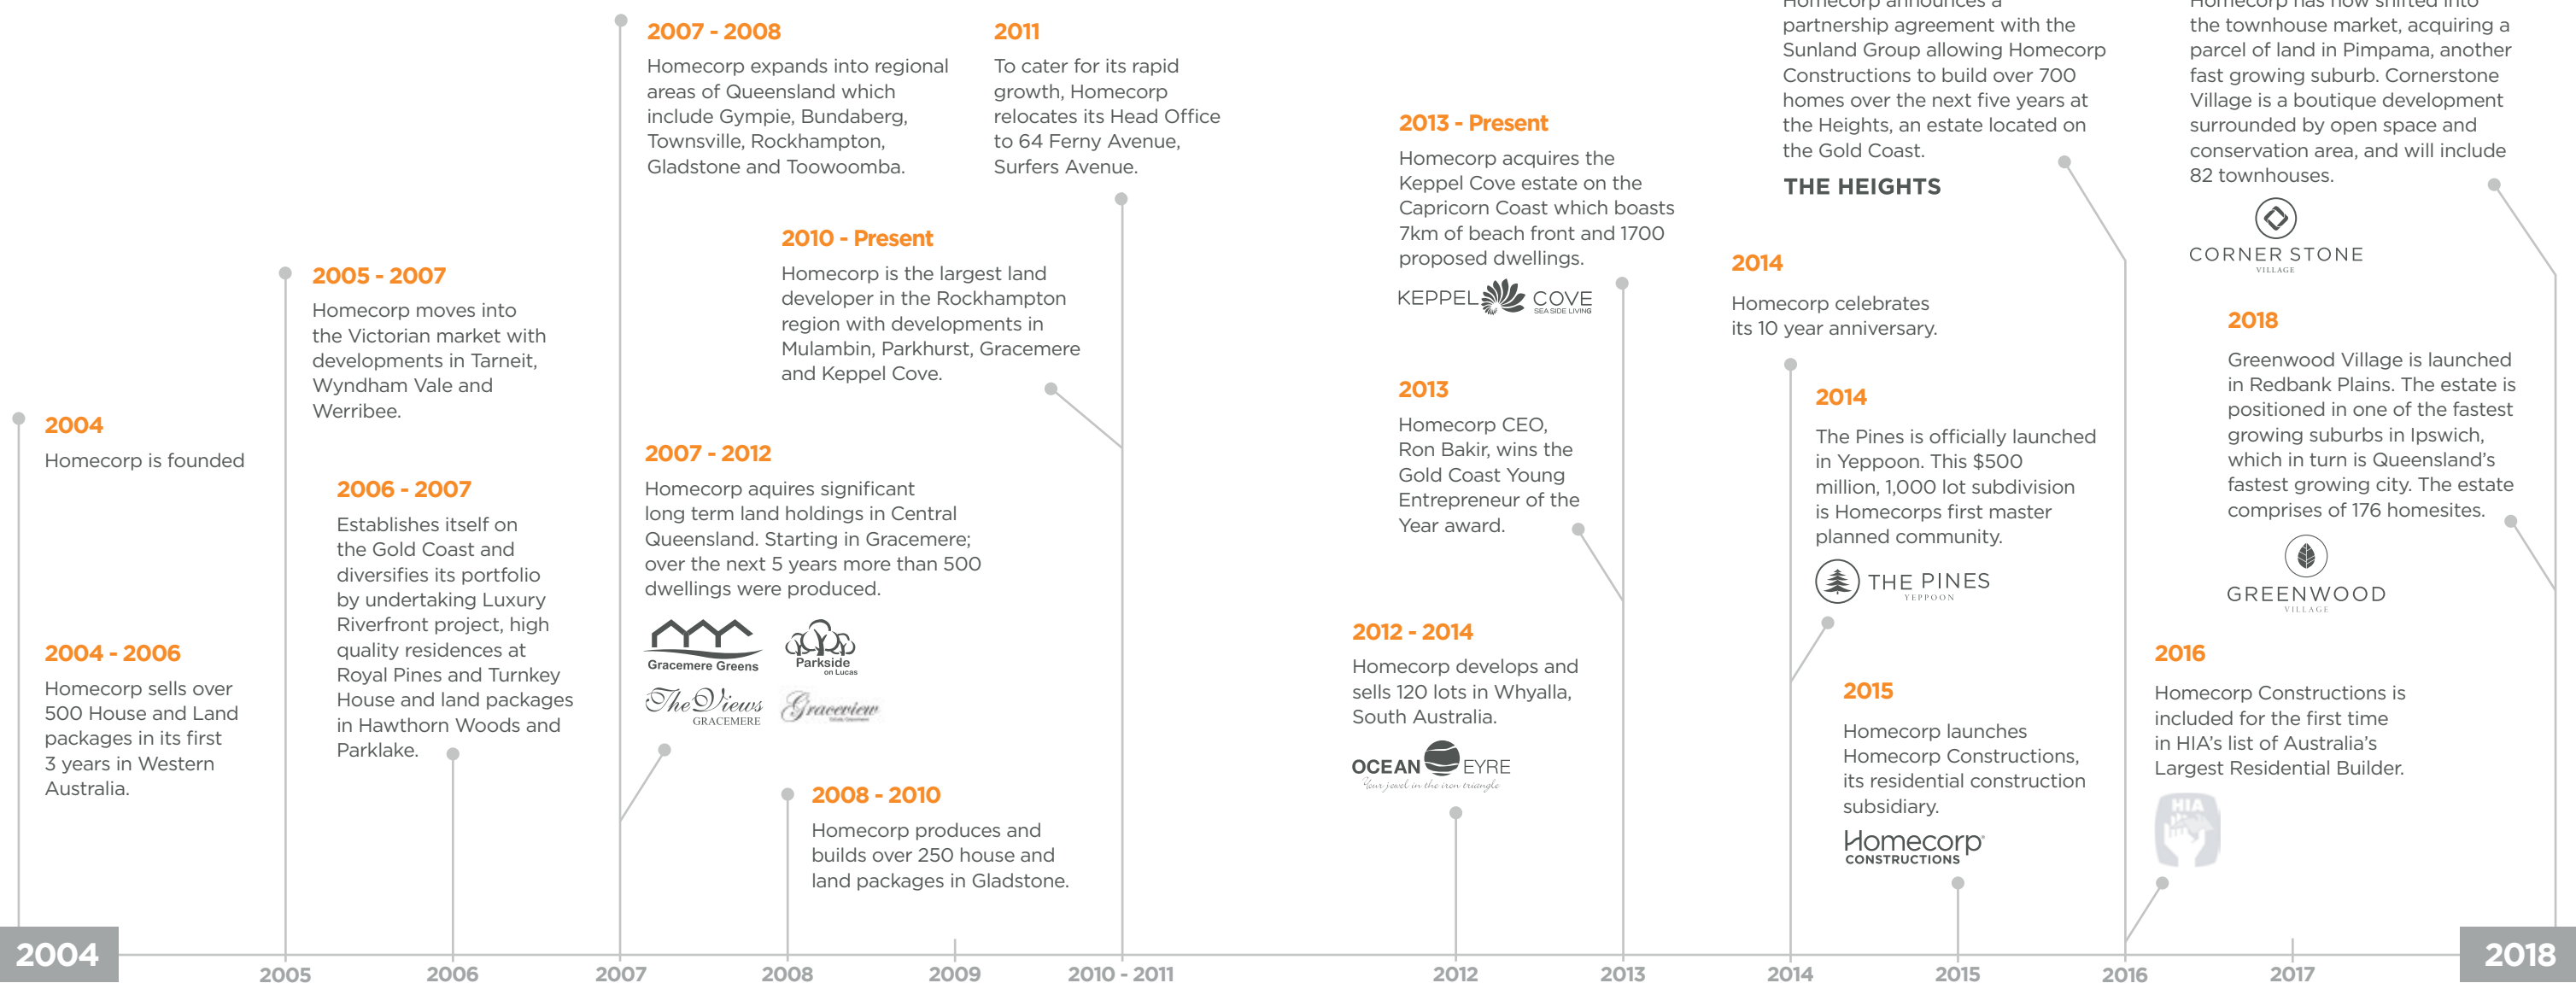 2004
Homecorp is founded
2004 - 2006
Homecorp sells over
500 House and Land
packages in its first
3 years in Western
Australia.
2005 - 2007
Homecorp moves into
the Victorian market with
developments in Tarneit,
Wyndham Vale and
Werribee.
2006 - 2007
Establishes itself on
the Gold Coast and
diversifies its portfolio
by undertaking Luxury
Riverfront project, high
quality residences at
Royal Pines and Turnkey
House and land packages
in Hawthorn Woods and
Parklake.
2007 - 2008
Homecorp expands into regional
areas of Queensland which
include Gympie, Bundaberg,
Townsville, Rockhampton,
Gladstone and Toowoomba.
2007 - 2012
Homecorp aquires significant
long term land holdings in Central
Queensland. Starting in Gracemere;
over the next 5 years more than 500
dwellings were produced.
Gracemere Greens
Parkside
on Lucas
The Views
GRACEMERE
Graceview
2008 - 2010
Homecorp produces and
builds over 250 house and
land packages in Gladstone.
2010 - Present
Homecorp is the largest land
developer in the Rockhampton
region with developments in
Mulambin, Parkhurst, Gracemere
and Keppel Cove.
2011
To cater for its rapid
growth, Homecorp
relocates its Head Office
to 64 Ferny Avenue,
Surfers Avenue.
2012 - 2014
Homecorp develops and
sells 120 lots in Whyalla,
South Australia.
OCEAN EYRE
Your jewel in the iron triangle
2013 - Present
Homecorp acquires the
Keppel Cove estate on the
Capricorn Coast which boasts
7km of beach front and 1700
proposed dwellings.
KEPPEL COVE
SEA SIDE LIVING
2013
Homecorp CEO,
Ron Bakir, wins the
Gold Coast Young
Entrepreneur of the
Year award.
2014
Homecorp celebrates
its 10 year anniversary.
2014
The Pines is officially launched
in Yeppoon. This $500
million, 1,000 lot subdivision
is Homecorps first master
planned community.
THE PINES
YEPPOON
2015
Homecorp launches
Homecorp Constructions,
its residential construction
subsidiary.
Homecorp
CONSTRUCTIONS
Homecorp announces a
partnership agreement with the
Sunland Group allowing Homecorp
Constructions to build over 700
homes over the next five years at
the Heights, an estate located on
the Gold Coast.
THE HEIGHTS
2016
Homecorp Constructions is
included for the first time
in HIA's list of Australia's
Largest Residential Builder.
HIA
Homecorp has now shifted into
the townhouse market, acquiring a
parcel of land in Pimpama, another
fast growing suburb. Cornerstone
Village is a boutique development
surrounded by open space and
conservation area, and will include
82 townhouses.
CORNER STONE
VILLAGE
2018
Greenwood Village is launched
in Redbank Plains. The estate is
positioned in one of the fastest
growing suburbs in Ipswich,
which in turn is Queensland's
fastest growing city. The estate
comprises of 176 homesites.
GREENWOOD
VILLAGE
2004
2005
2006
2007
2008
2009
2010 - 2011
2012
2013
2014
2015
2016
2017
2018